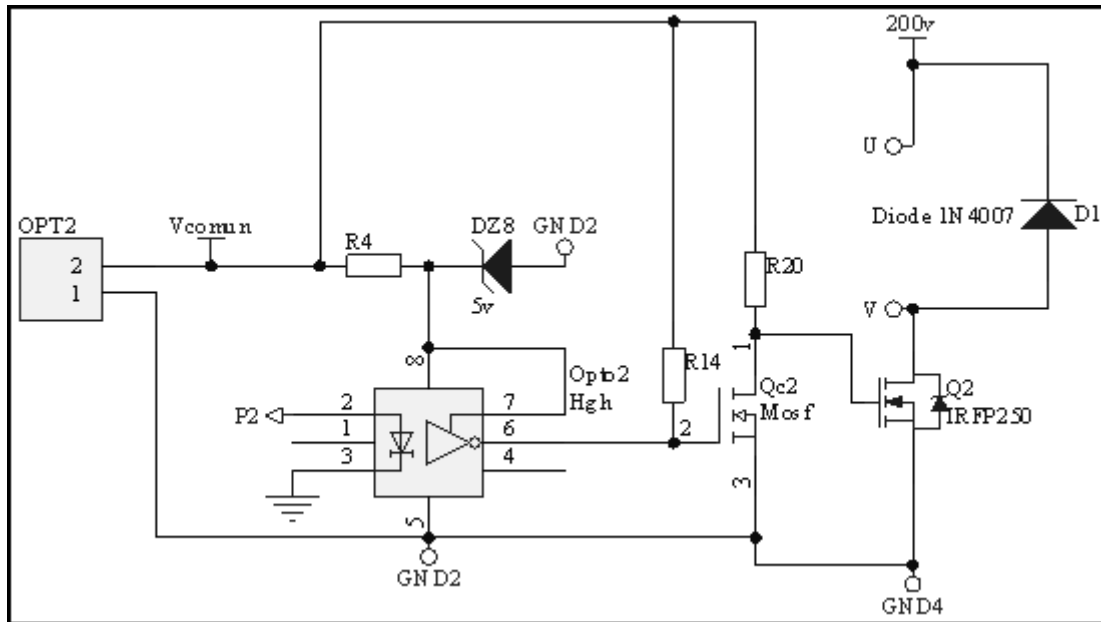 200v
U
Diode 1N4007 D1
OPT2
2
1
Vcomun
R4
DZ8
5v
GND2
R20
V
R14
1
8
Opto2
Hgh
Qc2
Mosf
Q2
IRFP250
P2
2
1
3
7
6
4
2
3
5
GND2
GND4